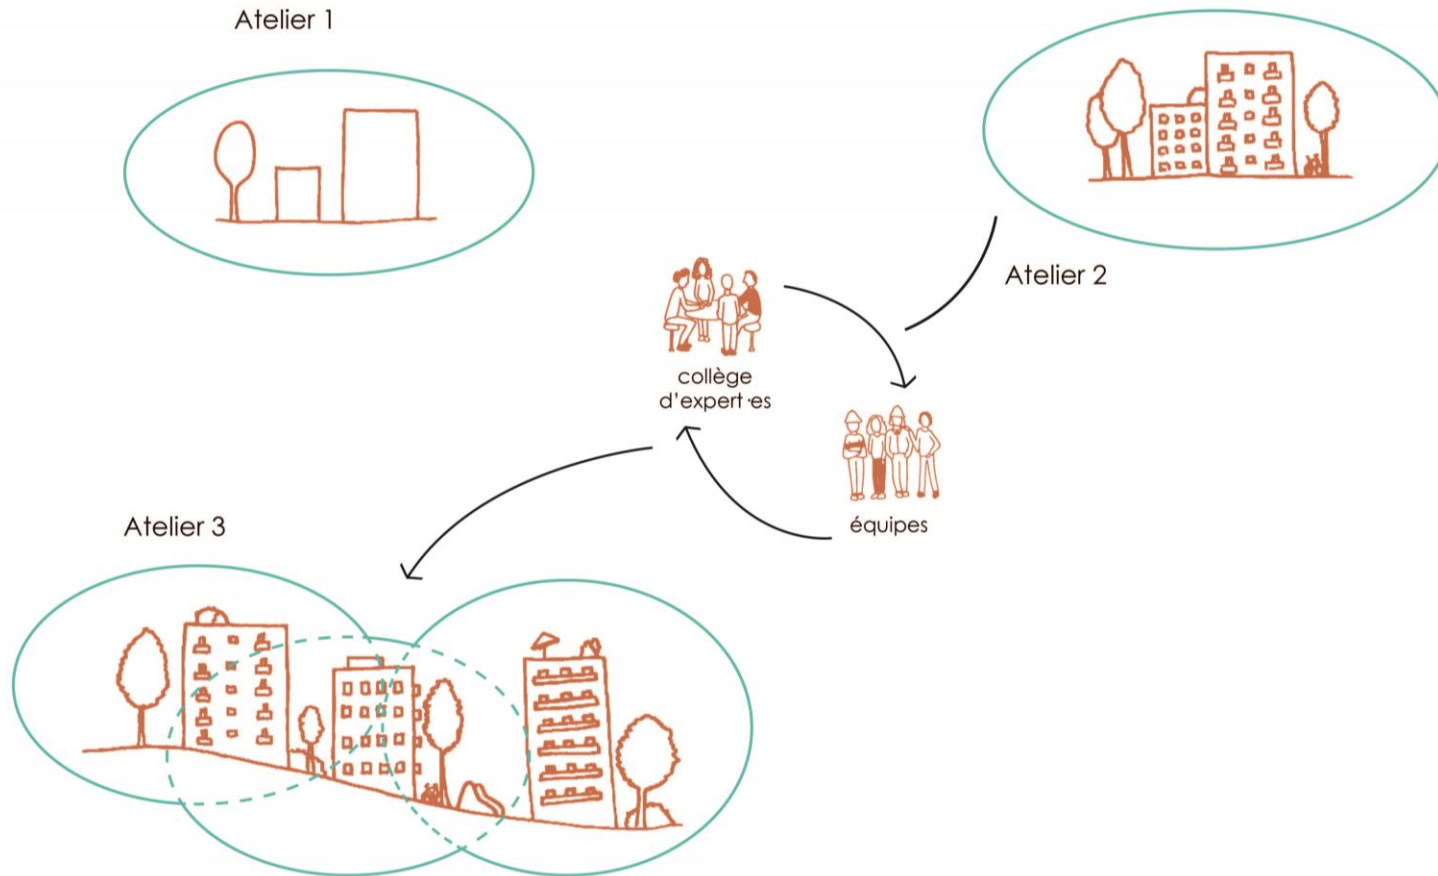 Atelier 1
Atelier 2
collège
d'expert·es
équipes
Atelier 3